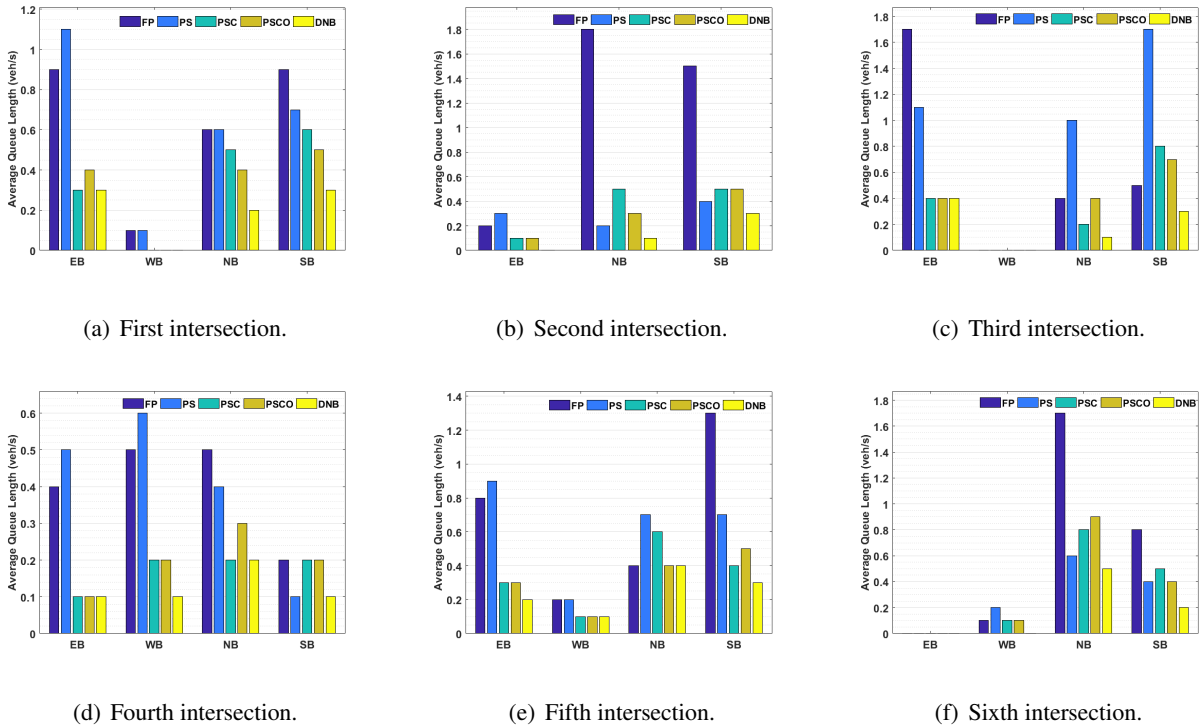 FP PS PSC PSCO DNB
Average Queue Length (veh/s)
1.2
1
0.8
0.6
0.4
0.2
0
EB WB NB SB
(a) First intersection.
FP PS PSC PSCO DNB
Average Queue Length (veh/s)
1.8
1.6
1.4
1.2
1
0.8
0.6
0.4
0.2
0
EB NB SB
(b) Second intersection.
FP PS PSC PSCO DNB
Average Queue Length (veh/s)
1.8
1.6
1.4
1.2
1
0.8
0.6
0.4
0.2
0
EB WB NB SB
(c) Third intersection.
FP PS PSC PSCO DNB
Average Queue Length (veh/s)
0.6
0.5
0.4
0.3
0.2
0.1
0
EB WB NB SB
(d) Fourth intersection.
FP PS PSC PSCO DNB
Average Queue Length (veh/s)
1.4
1.2
1
0.8
0.6
0.4
0.2
0
EB WB NB SB
(e) Fifth intersection.
FP PS PSC PSCO DNB
Average Queue Length (veh/s)
1.8
1.6
1.4
1.2
1
0.8
0.6
0.4
0.2
0
EB WB NB SB
(f) Sixth intersection.